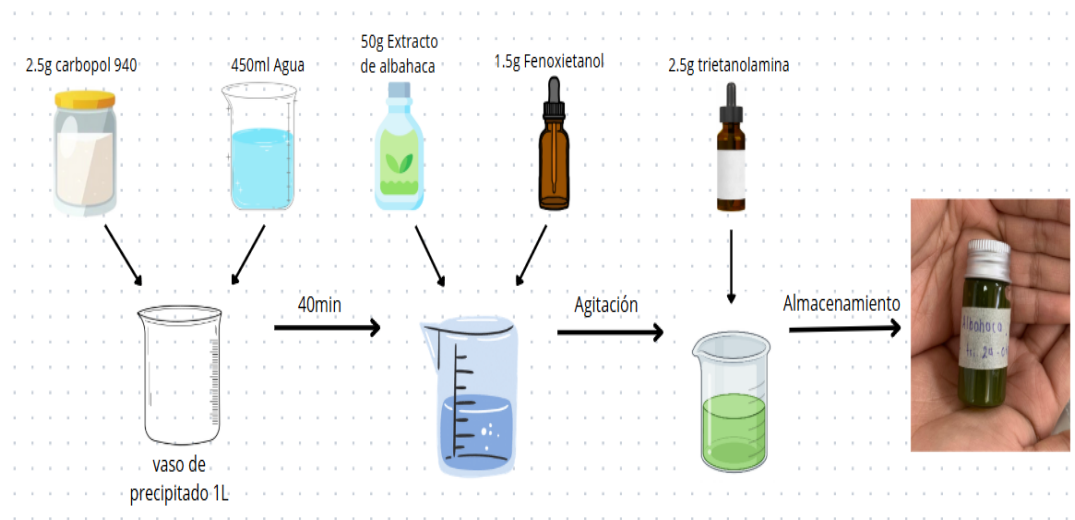 2.5g carbopol 940
450ml Agua
50g Extracto
de albahaca
1.5g Fenoxietanol
2.5g trietanolamina
40min
Agitación
Almacenamiento
Albahaca
vaso de
precipitado 1L